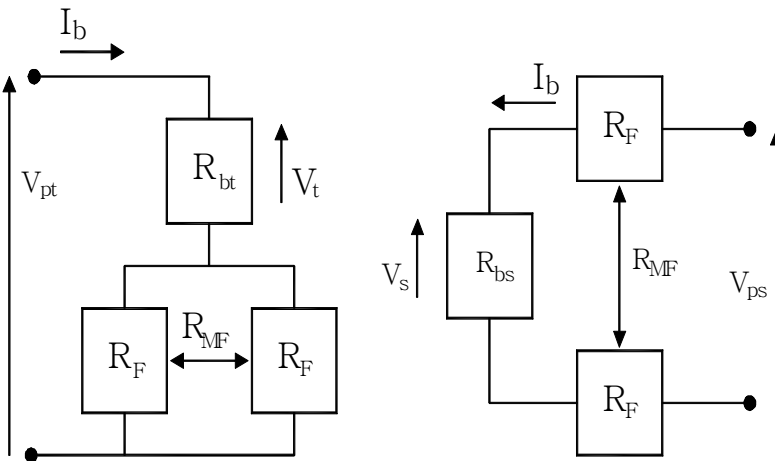 I_b
V_pt
R_bt
V_t
R_F
R_MF
R_F
I_b
R_F
V_s
R_bs
R_MF
V_ps
R_F